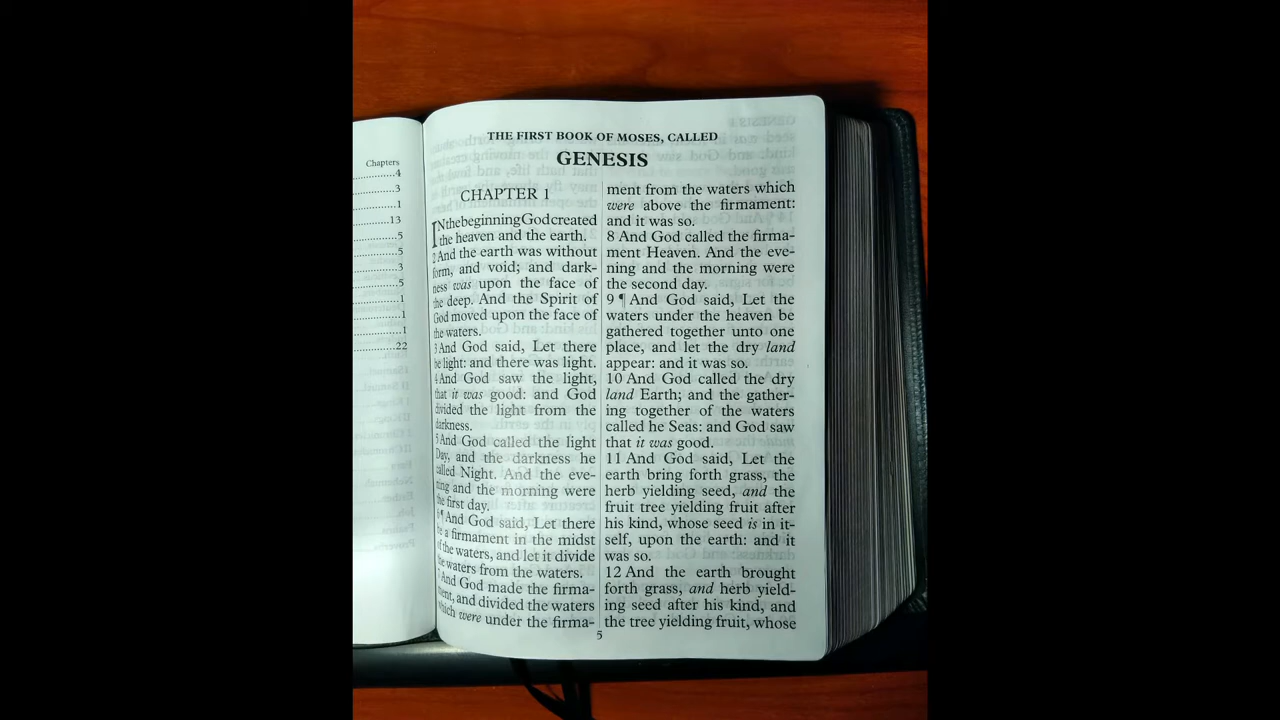 Chapters
..............4
..............3
..............1
............13
..............5
..............5
..............3
..............5
..............1
..............1
..............1
............22
THE FIRST BOOK OF MOSES, CALLED
GENESIS
CHAPTER 1
IN the beginning God created
the heaven and the earth.
2 And the earth was without
form, and void; and dark-
ness was upon the face of
the deep. And the Spirit of
God moved upon the face of
the waters.
3 And God said, Let there
be light: and there was light.
4 And God saw the light,
that it was good: and God
divided the light from the
darkness.
5 And God called the light
Day, and the darkness he
called Night. And the eve-
ning and the morning were
the first day.
6 ¶ And God said, Let there
be a firmament in the midst
of the waters, and let it divide
the waters from the waters.
7 And God made the firma-
ment, and divided the waters
which were under the firma-
ment from the waters which
were above the firmament:
and it was so.
8 And God called the firma-
ment Heaven. And the eve-
ning and the morning were
the second day.
9 ¶ And God said, Let the
waters under the heaven be
gathered together unto one
place, and let the dry land
appear: and it was so.
10 And God called the dry
land Earth; and the gather-
ing together of the waters
called he Seas: and God saw
that it was good.
11 And God said, Let the
earth bring forth grass, the
herb yielding seed, and the
fruit tree yielding fruit after
his kind, whose seed is in it-
self, upon the earth: and it
was so.
12 And the earth brought
forth grass, and herb yield-
ing seed after his kind, and
the tree yielding fruit, whose
5